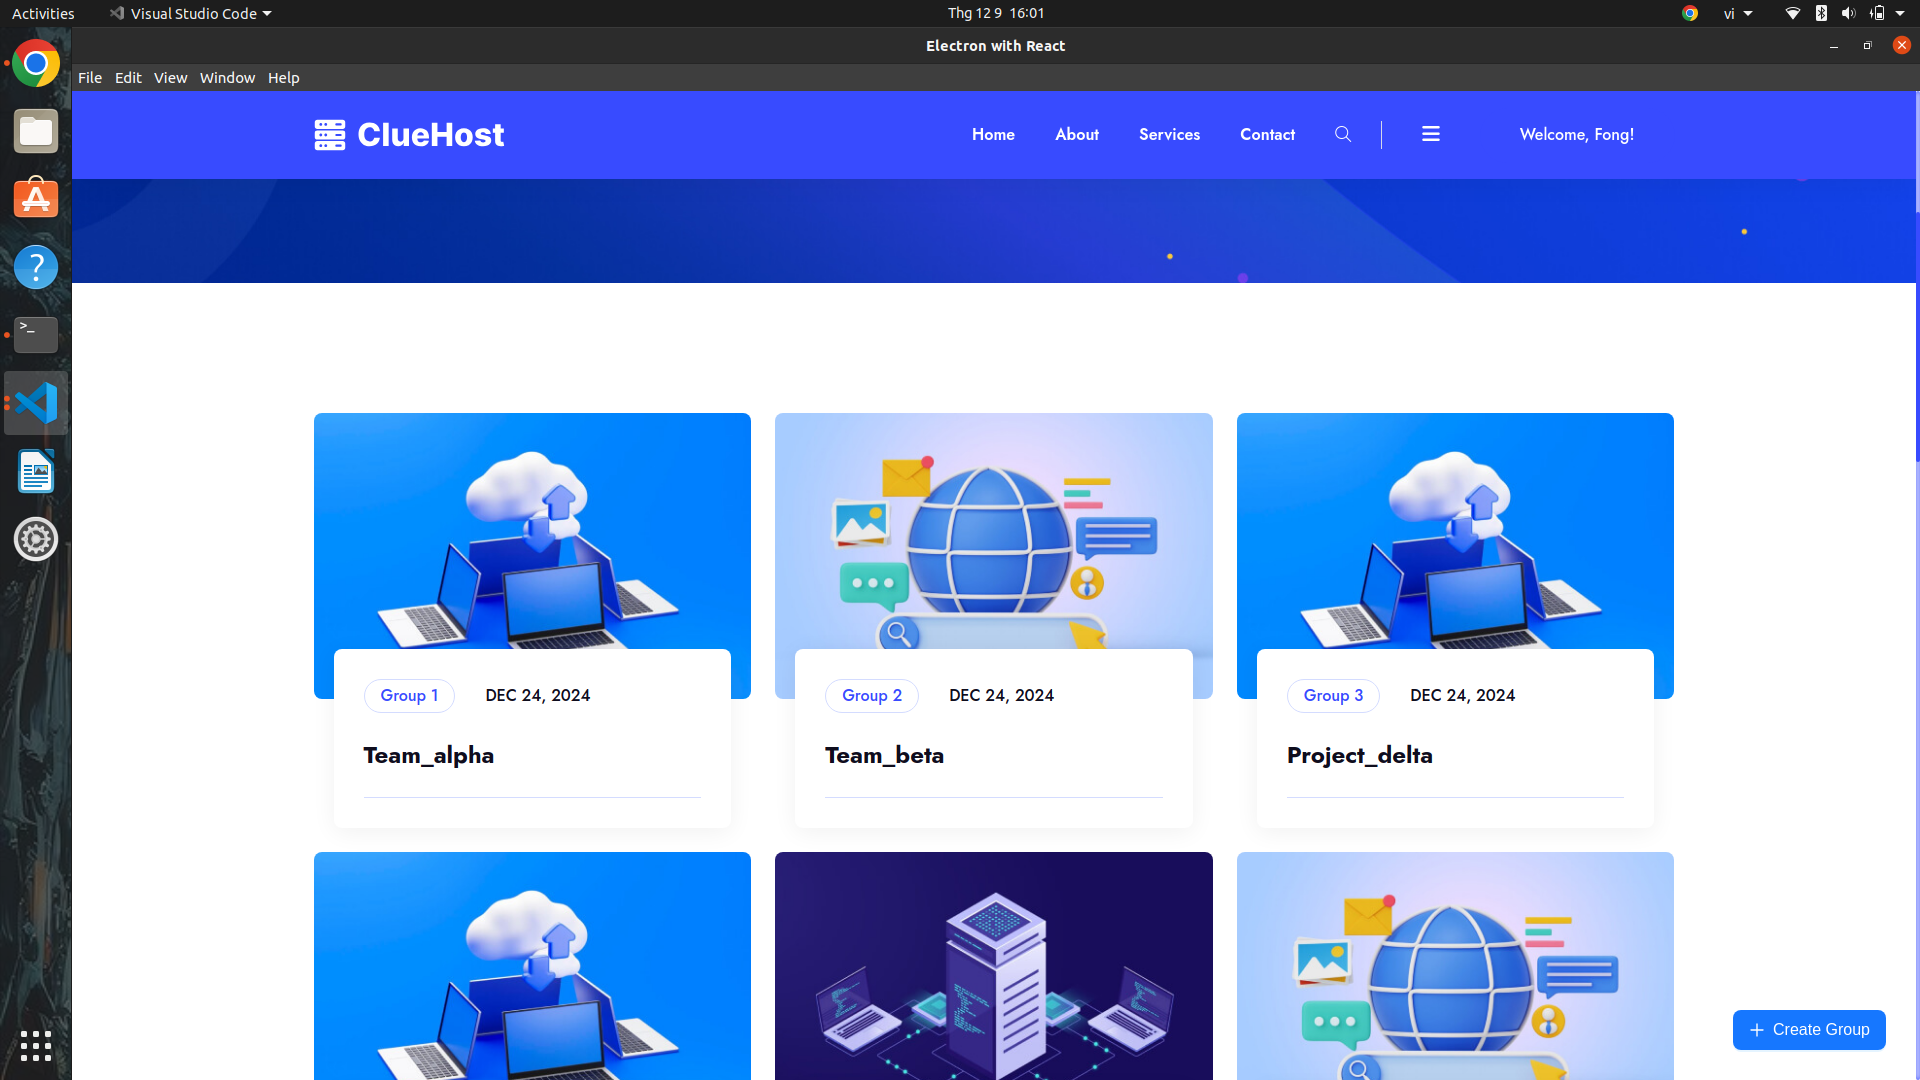 Activities Visual Studio Code Thg 12 9 16:01 vi
Electron with React
File Edit View Window Help
ClueHost Home About Services Contact Welcome, Fong!
Group 1 DEC 24, 2024
Team_alpha
Group 2 DEC 24, 2024
Team_beta
Group 3 DEC 24, 2024
Project_delta
+ Create Group